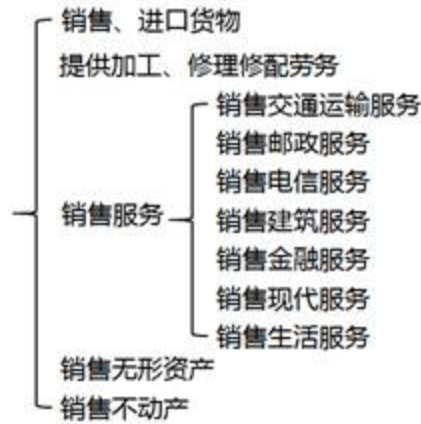 销售、进口货物
提供加工、修理修配劳务
销售服务
销售交通运输服务
销售邮政服务
销售电信服务
销售建筑服务
销售金融服务
销售现代服务
销售生活服务
销售无形资产
销售不动产